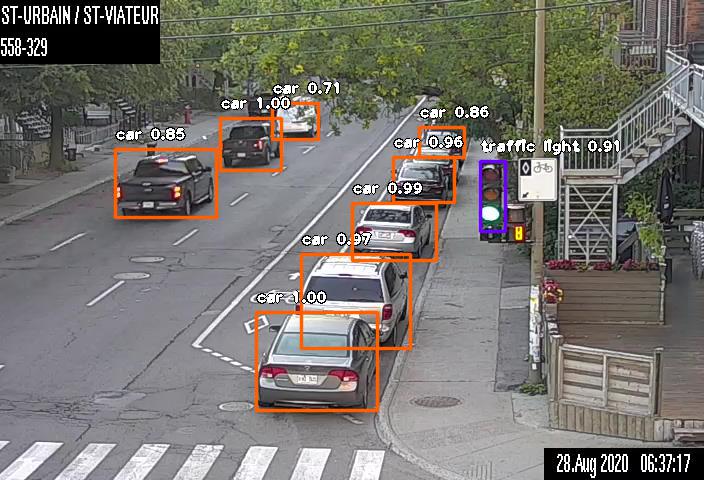 ST-URBAIN / ST-VIATEUR
558-329
car 0.71
car 1.00
car 0.86
car 0.85
car 0.96
traffic light 0.91
car 0.99
car 0.97
car 1.00
28.Aug 2020 06:37:17